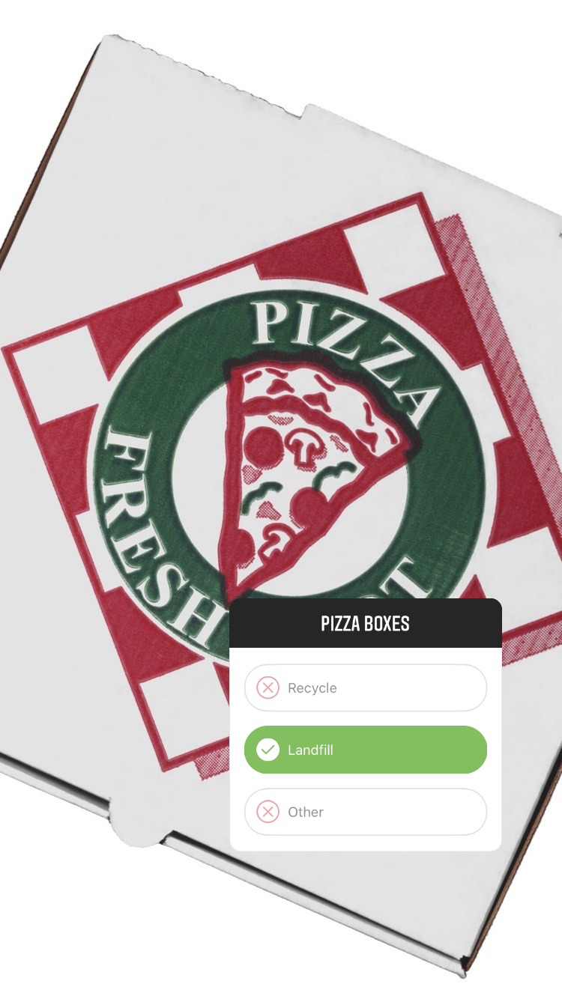 PIZZA
FRESH
PIZZA BOXES
Recycle
Landfill
Other